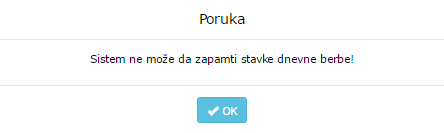 Poruka
Sistem ne može da zapamti stavke dnevne berbe!
OK